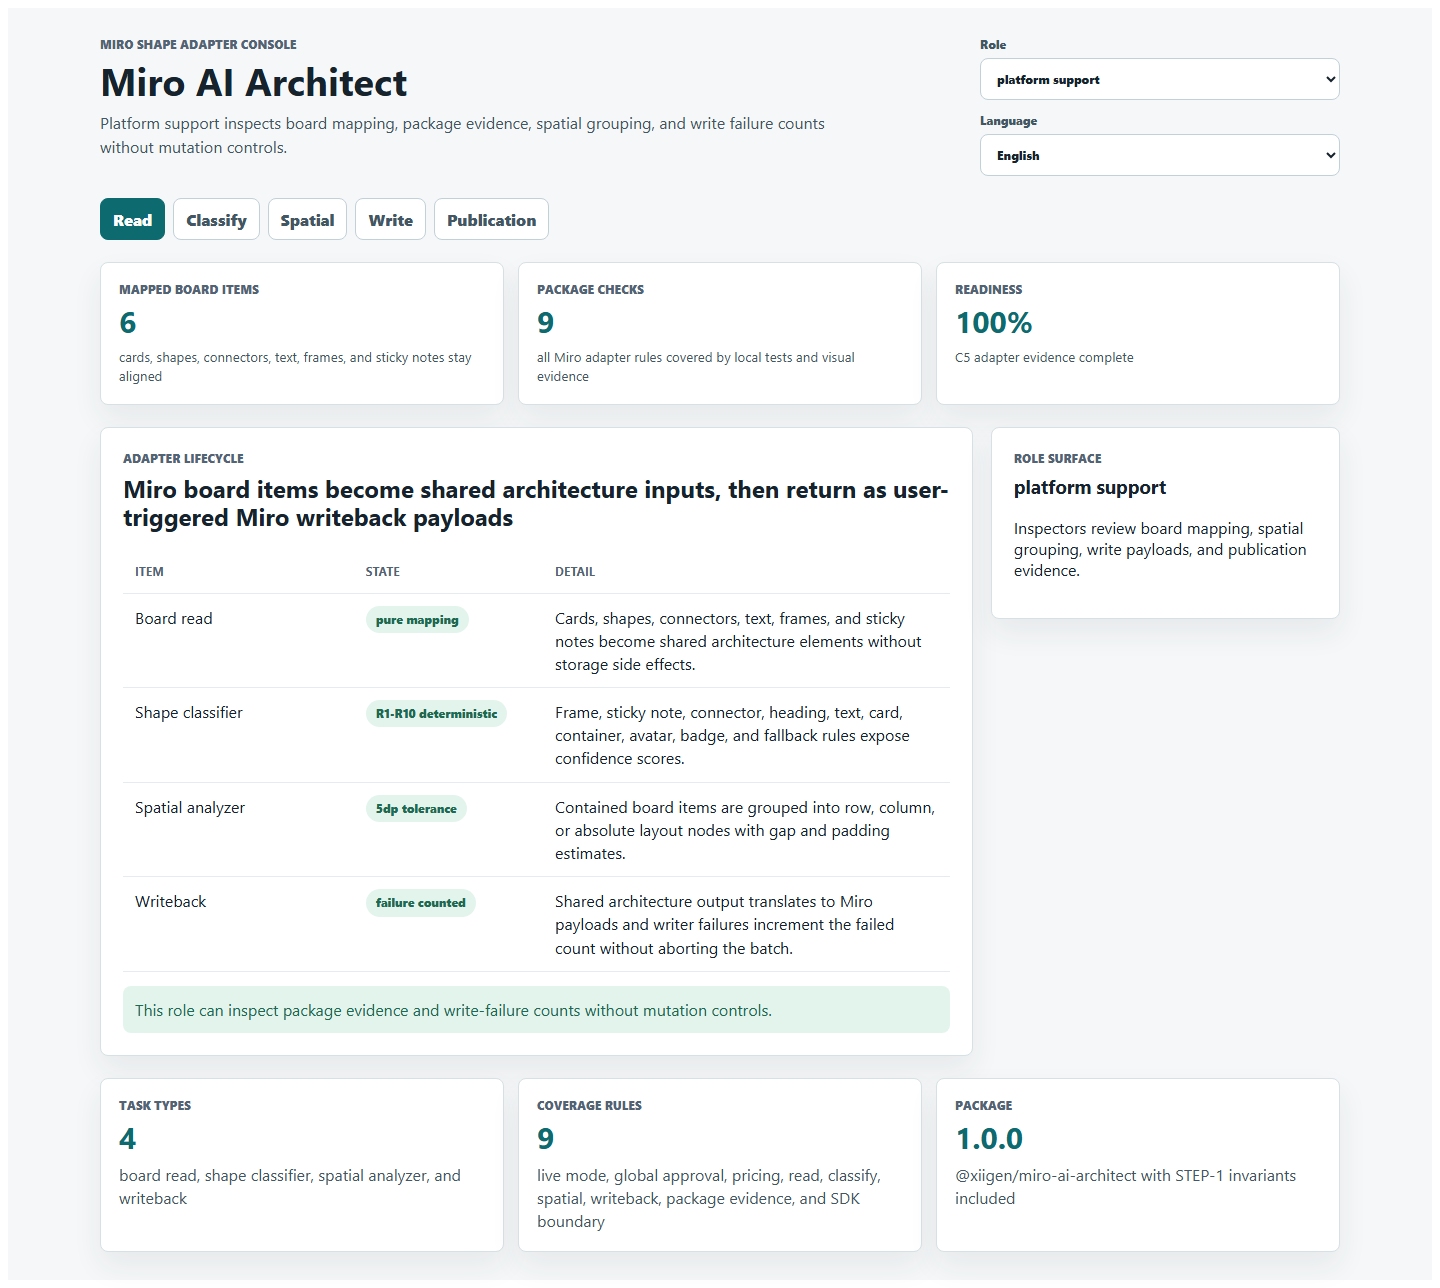 MIRO SHAPE ADAPTER CONSOLE
Miro AI Architect
Platform support inspects board mapping, package evidence, spatial grouping, and write failure counts
without mutation controls.
Role
platform support
Language
English
Read
Classify
Spatial
Write
Publication
MAPPED BOARD ITEMS
6
cards, shapes, connectors, text, frames, and sticky notes stay
aligned
PACKAGE CHECKS
9
all Miro adapter rules covered by local tests and visual
evidence
READINESS
100%
C5 adapter evidence complete
ADAPTER LIFECYCLE
Miro board items become shared architecture inputs, then return as user-
triggered Miro writeback payloads
ITEM STATE DETAIL
Board read
pure mapping
Cards, shapes, connectors, text, frames, and sticky
notes become shared architecture elements without
storage side effects.
Shape classifier
R1-R10 deterministic
Frame, sticky note, connector, heading, text, card,
container, avatar, badge, and fallback rules expose
confidence scores.
Spatial analyzer
5dp tolerance
Contained board items are grouped into row, column,
or absolute layout nodes with gap and padding
estimates.
Writeback
failure counted
Shared architecture output translates to Miro
payloads and writer failures increment the failed
count without aborting the batch.
This role can inspect package evidence and write-failure counts without mutation controls.
ROLE SURFACE
platform support
Inspectors review board mapping, spatial
grouping, write payloads, and publication
evidence.
TASK TYPES
4
board read, shape classifier, spatial analyzer, and
writeback
COVERAGE RULES
9
live mode, global approval, pricing, read, classify,
spatial, writeback, package evidence, and SDK
boundary
PACKAGE
1.0.0
@xiigen/miro-ai-architect with STEP-1 invariants
included